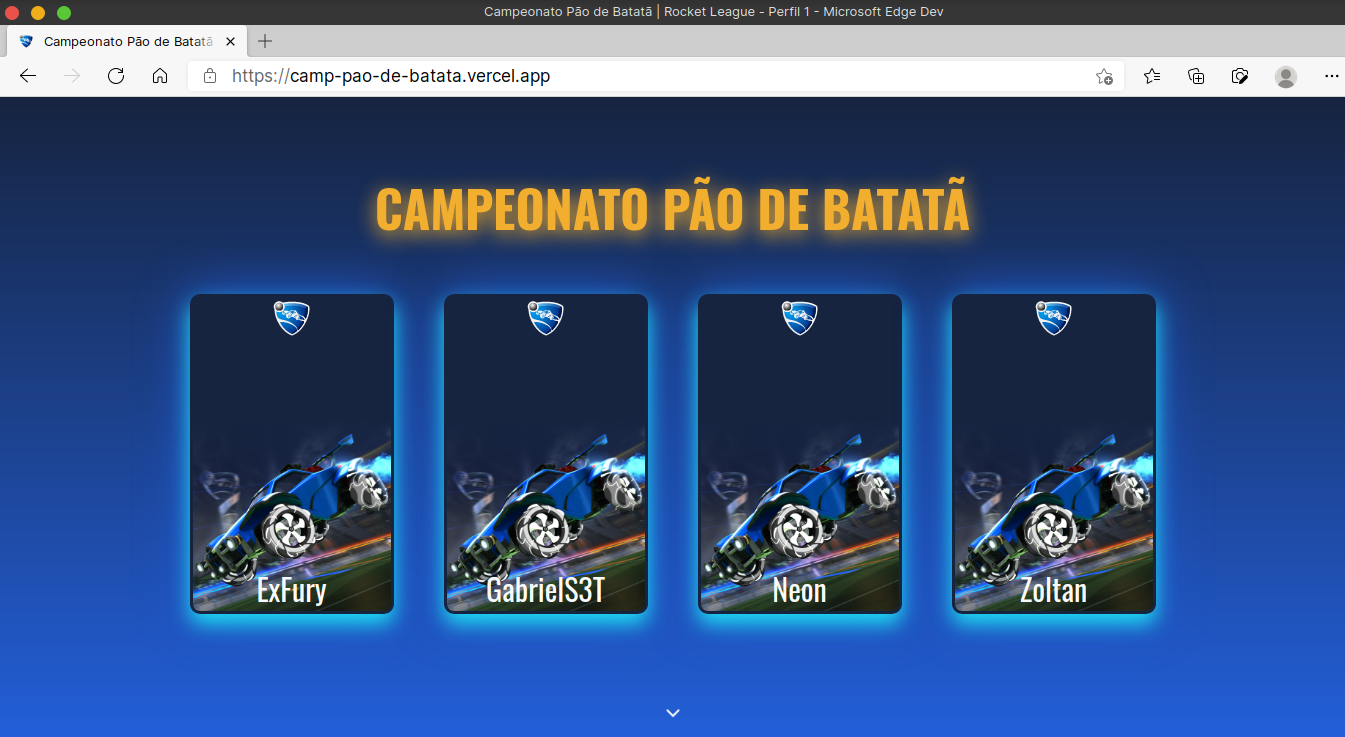 Campeonato Pão de Batatã | Rocket League - Perfil 1 - Microsoft Edge Dev
Campeonato Pão de Batatã
https://camp-pao-de-batata.vercel.app
CAMPEONATO PÃO DE BATATÃ
ExFury
GabrielS3T
Neon
Zoltan